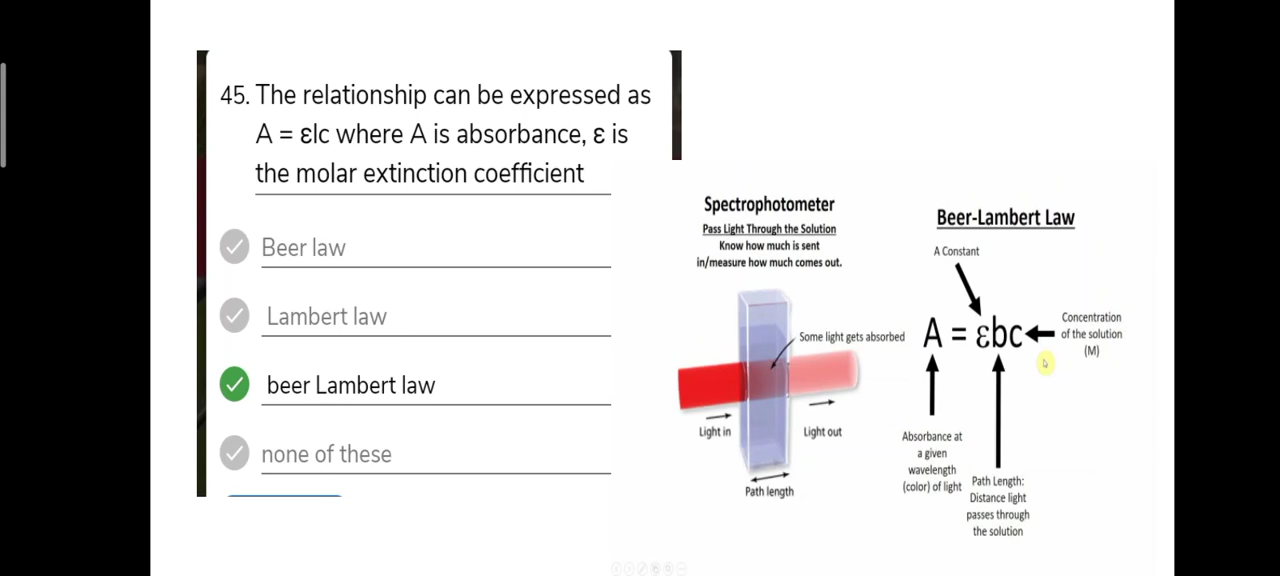 45. The relationship can be expressed as
A = εlc where A is absorbance, ε is
the molar extinction coefficient
Beer law
Lambert law
beer Lambert law
none of these
Spectrophotometer
Pass Light Through the Solution
Know how much is sent
in/measure how much comes out.
Some light gets absorbed
Light in
Light out
Path length
Beer-Lambert Law
A Constant
A = εbc
Concentration
of the solution
(M)
Absorbance at
a given
wavelength
(color) of light
Path Length:
Distance light
passes through
the solution